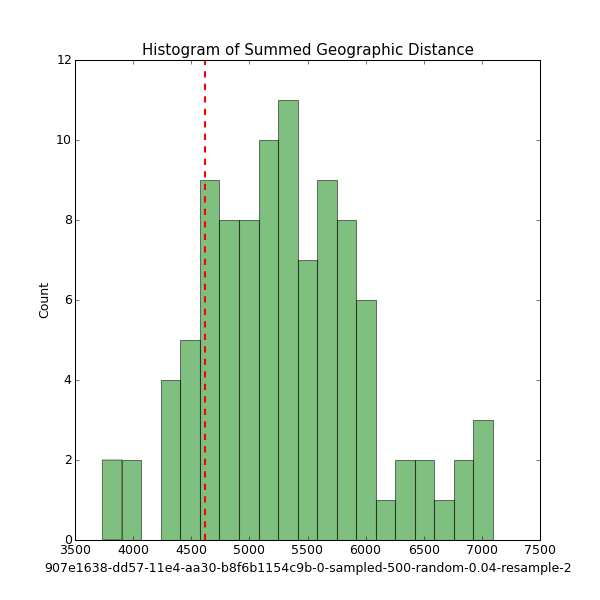 Histogram of Summed Geographic Distance
12
10
8
6
4
2
0
Count
3500 4000 4500 5000 5500 6000 6500 7000 7500
907e1638-dd57-11e4-aa30-b8f6b1154c9b-0-sampled-500-random-0.04-resample-2